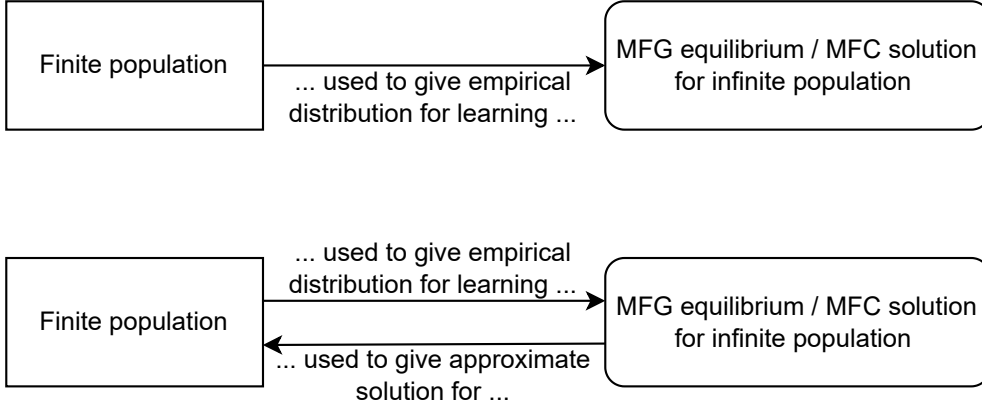 Finite population
... used to give empirical
distribution for learning ...
MFG equilibrium / MFC solution
for infinite population
Finite population
... used to give empirical
distribution for learning ...
... used to give approximate
solution for ...
MFG equilibrium / MFC solution
for infinite population